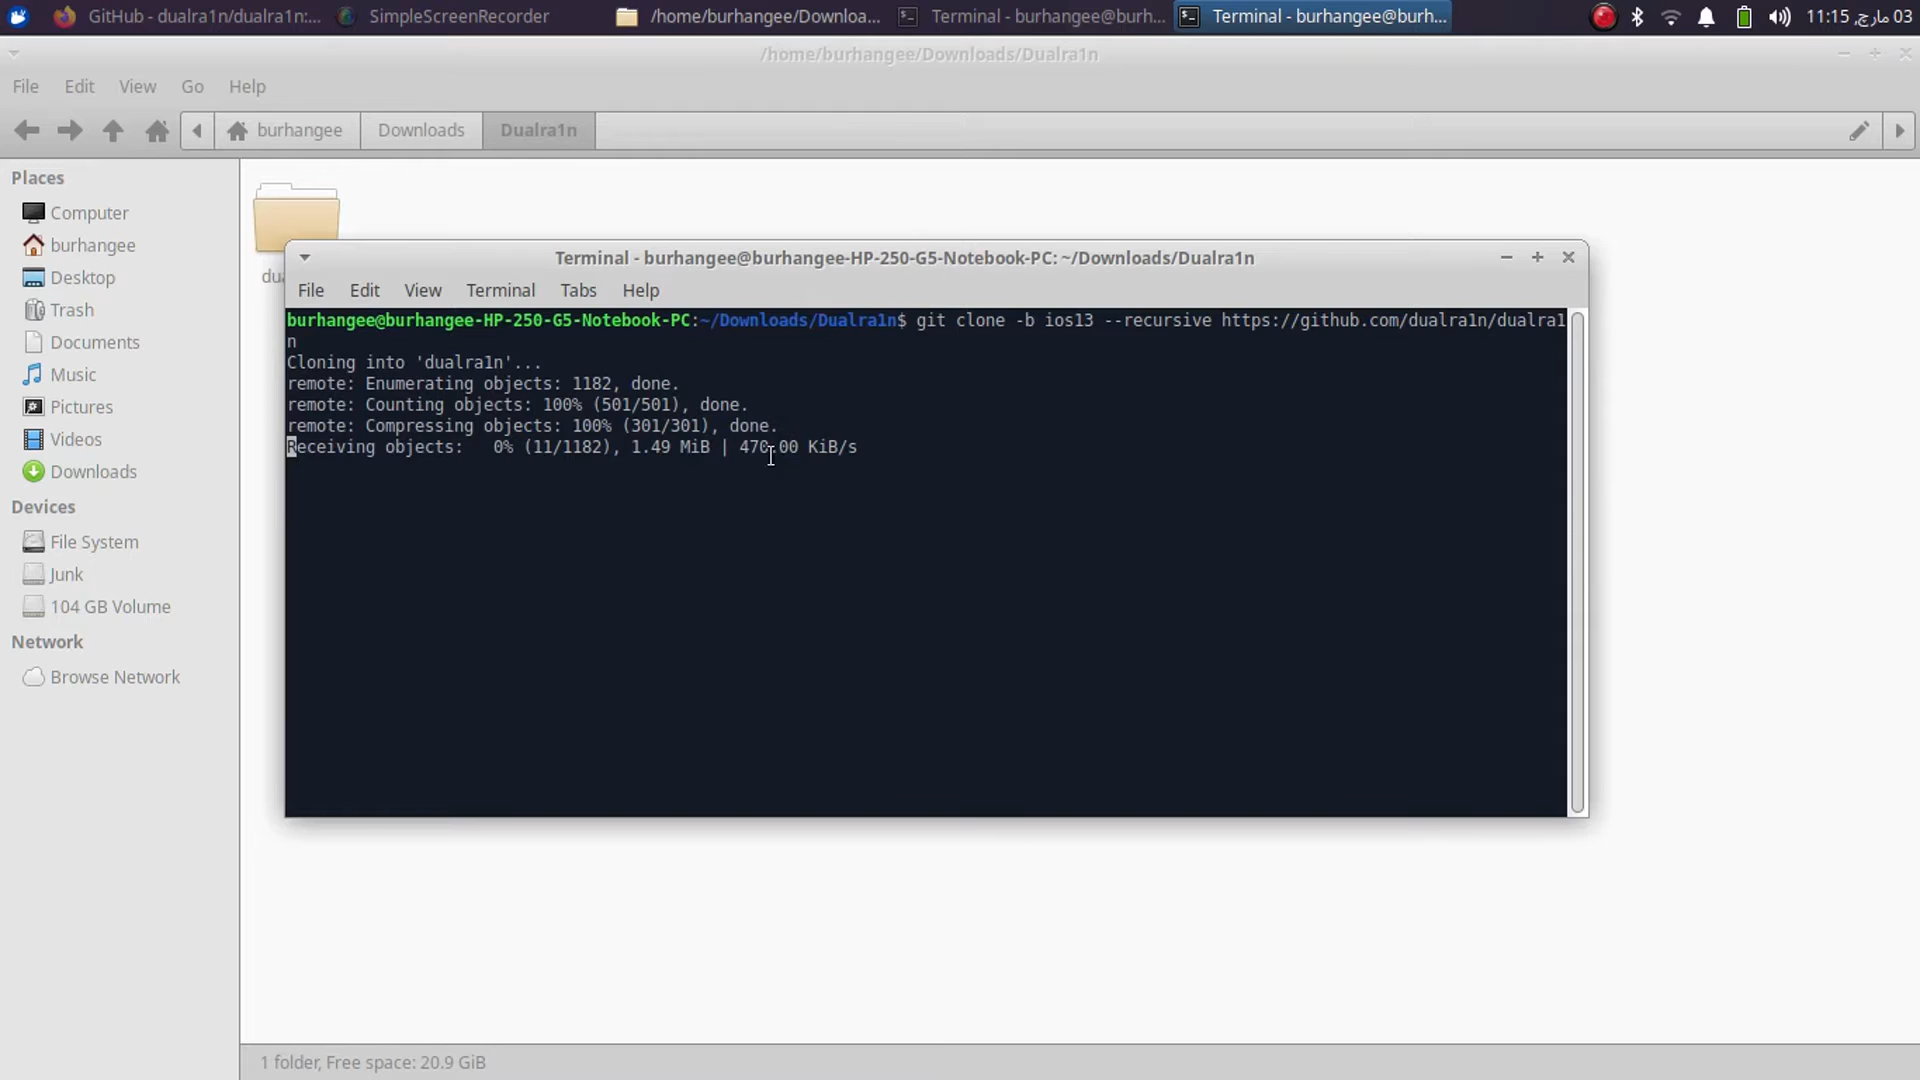 GitHub - dualra1n/dualra1n:...
SimpleScreenRecorder
/home/burhangee/Downloa...
Terminal - burhangee@burh...
Terminal - burhangee@burh...
03 مارچ, 11:15
/home/burhangee/Downloads/Dualra1n
File Edit View Go Help
burhangee Downloads Dualra1n
Places
Computer
burhangee
Desktop
Trash
Documents
Music
Pictures
Videos
Downloads
Devices
File System
Junk
104 GB Volume
Network
Browse Network
dua
Terminal - burhangee@burhangee-HP-250-G5-Notebook-PC: ~/Downloads/Dualra1n
File Edit View Terminal Tabs Help
burhangee@burhangee-HP-250-G5-Notebook-PC:~/Downloads/Dualra1n$ git clone -b ios13 --recursive https://github.com/dualra1n/dualra1
n
Cloning into 'dualra1n'...
remote: Enumerating objects: 1182, done.
remote: Counting objects: 100% (501/501), done.
remote: Compressing objects: 100% (301/301), done.
Receiving objects:   0% (11/1182), 1.49 MiB | 470.00 KiB/s
1 folder, Free space: 20.9 GiB